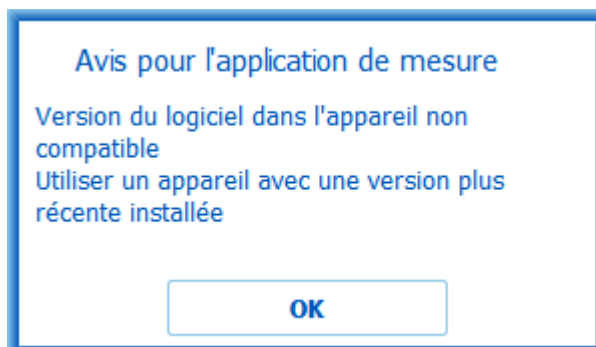 Avis pour l'application de mesure
Version du logiciel dans l'appareil non
compatible
Utiliser un appareil avec une version plus
récente installée
OK